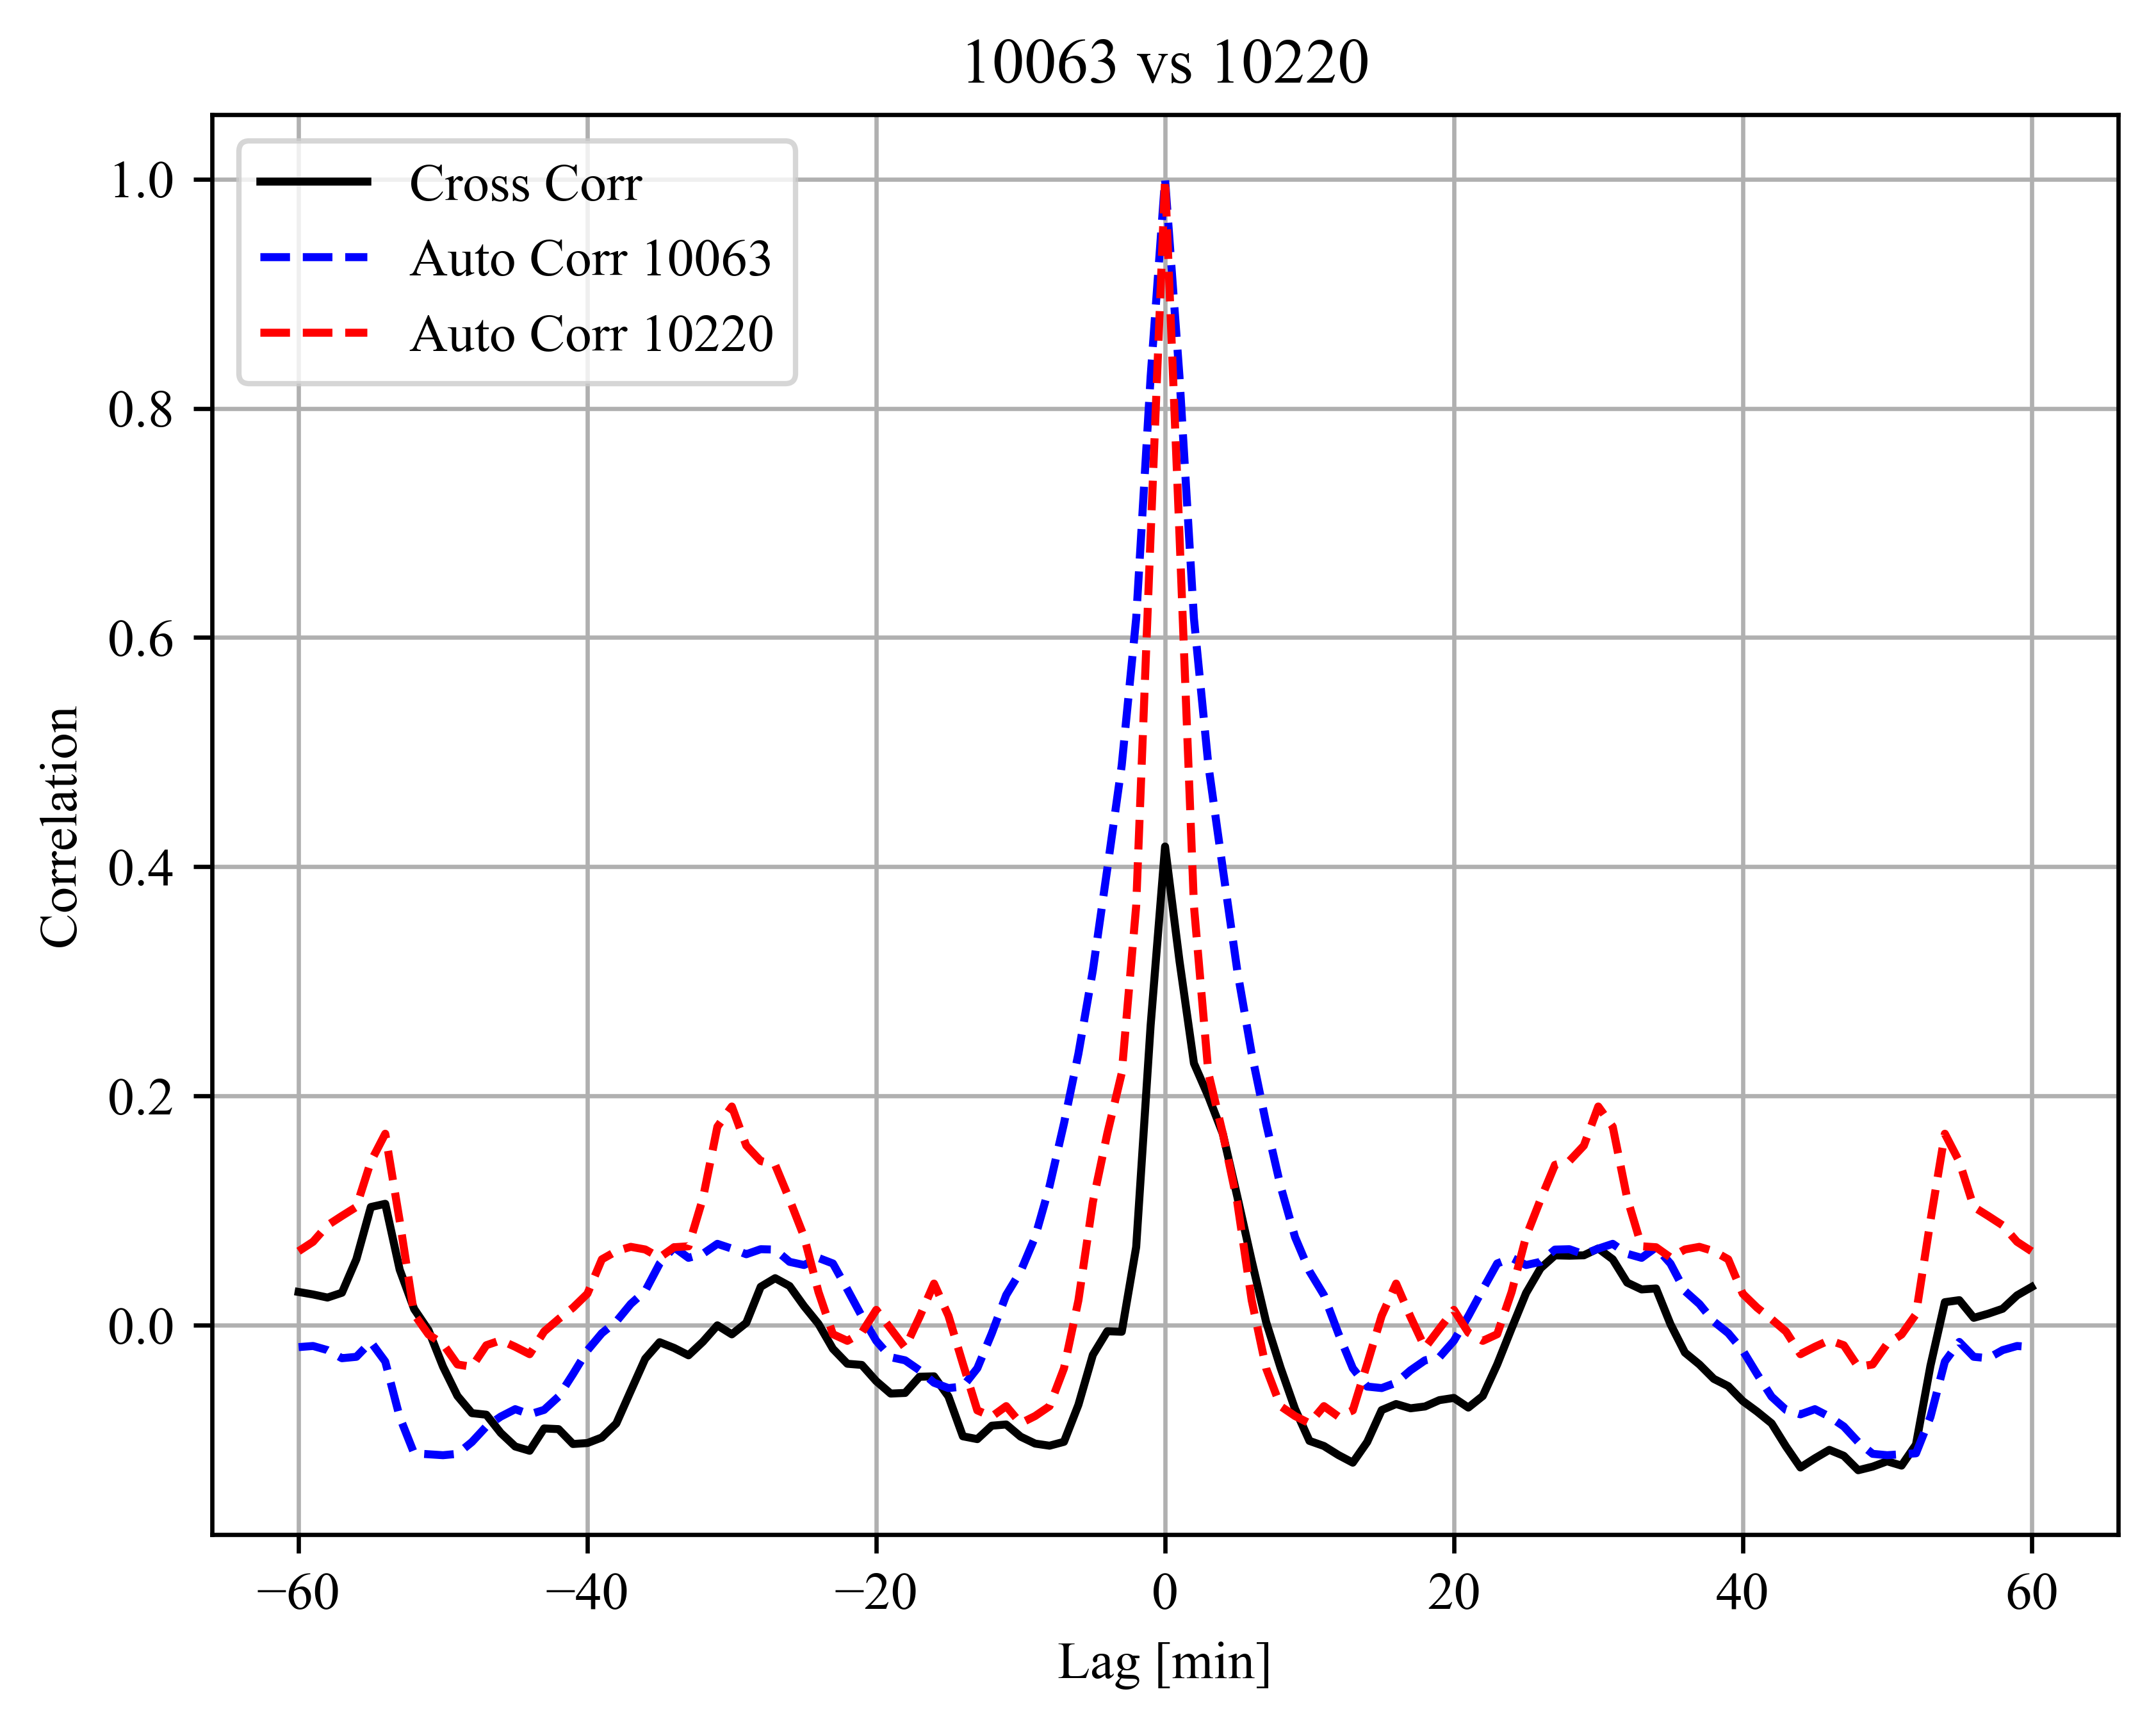 10063 vs 10220
Cross Corr
Auto Corr 10063
Auto Corr 10220
1.0
0.8
0.6
0.4
0.2
0.0
Correlation
−60 −40 −20 0 20 40 60
Lag [min]